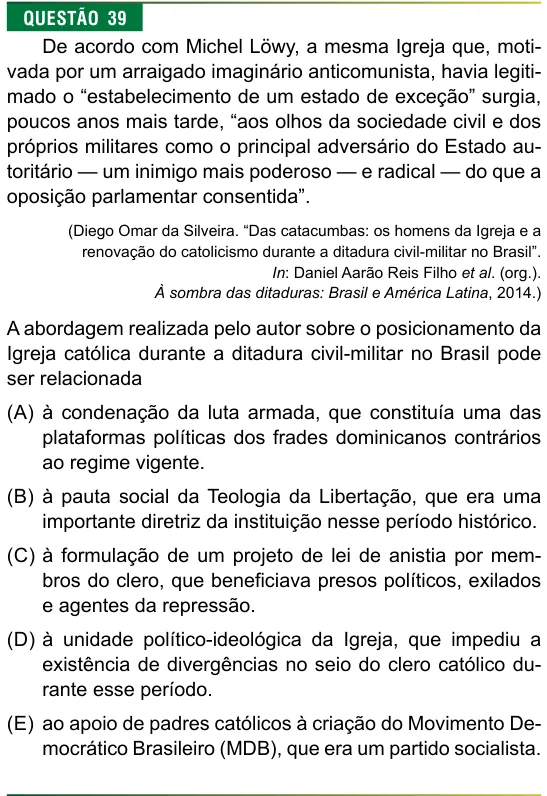 QUESTÃO 39
De acordo com Michel Löwy, a mesma Igreja que, moti-
vada por um arraigado imaginário anticomunista, havia legiti-
mado o “estabelecimento de um estado de exceção” surgia,
poucos anos mais tarde, “aos olhos da sociedade civil e dos
próprios militares como o principal adversário do Estado au-
toritário — um inimigo mais poderoso — e radical — do que a
oposição parlamentar consentida”.
(Diego Omar da Silveira. “Das catacumbas: os homens da Igreja e a
renovação do catolicismo durante a ditadura civil-militar no Brasil”.
In: Daniel Aarão Reis Filho et al. (org.).
À sombra das ditaduras: Brasil e América Latina, 2014.)
A abordagem realizada pelo autor sobre o posicionamento da
Igreja católica durante a ditadura civil-militar no Brasil pode
ser relacionada
(A) à condenação da luta armada, que constituía uma das
plataformas políticas dos frades dominicanos contrários
ao regime vigente.
(B) à pauta social da Teologia da Libertação, que era uma
importante diretriz da instituição nesse período histórico.
(C) à formulação de um projeto de lei de anistia por mem-
bros do clero, que beneficiava presos políticos, exilados
e agentes da repressão.
(D) à unidade político-ideológica da Igreja, que impediu a
existência de divergências no seio do clero católico du-
rante esse período.
(E) ao apoio de padres católicos à criação do Movimento De-
mocrático Brasileiro (MDB), que era um partido socialista.